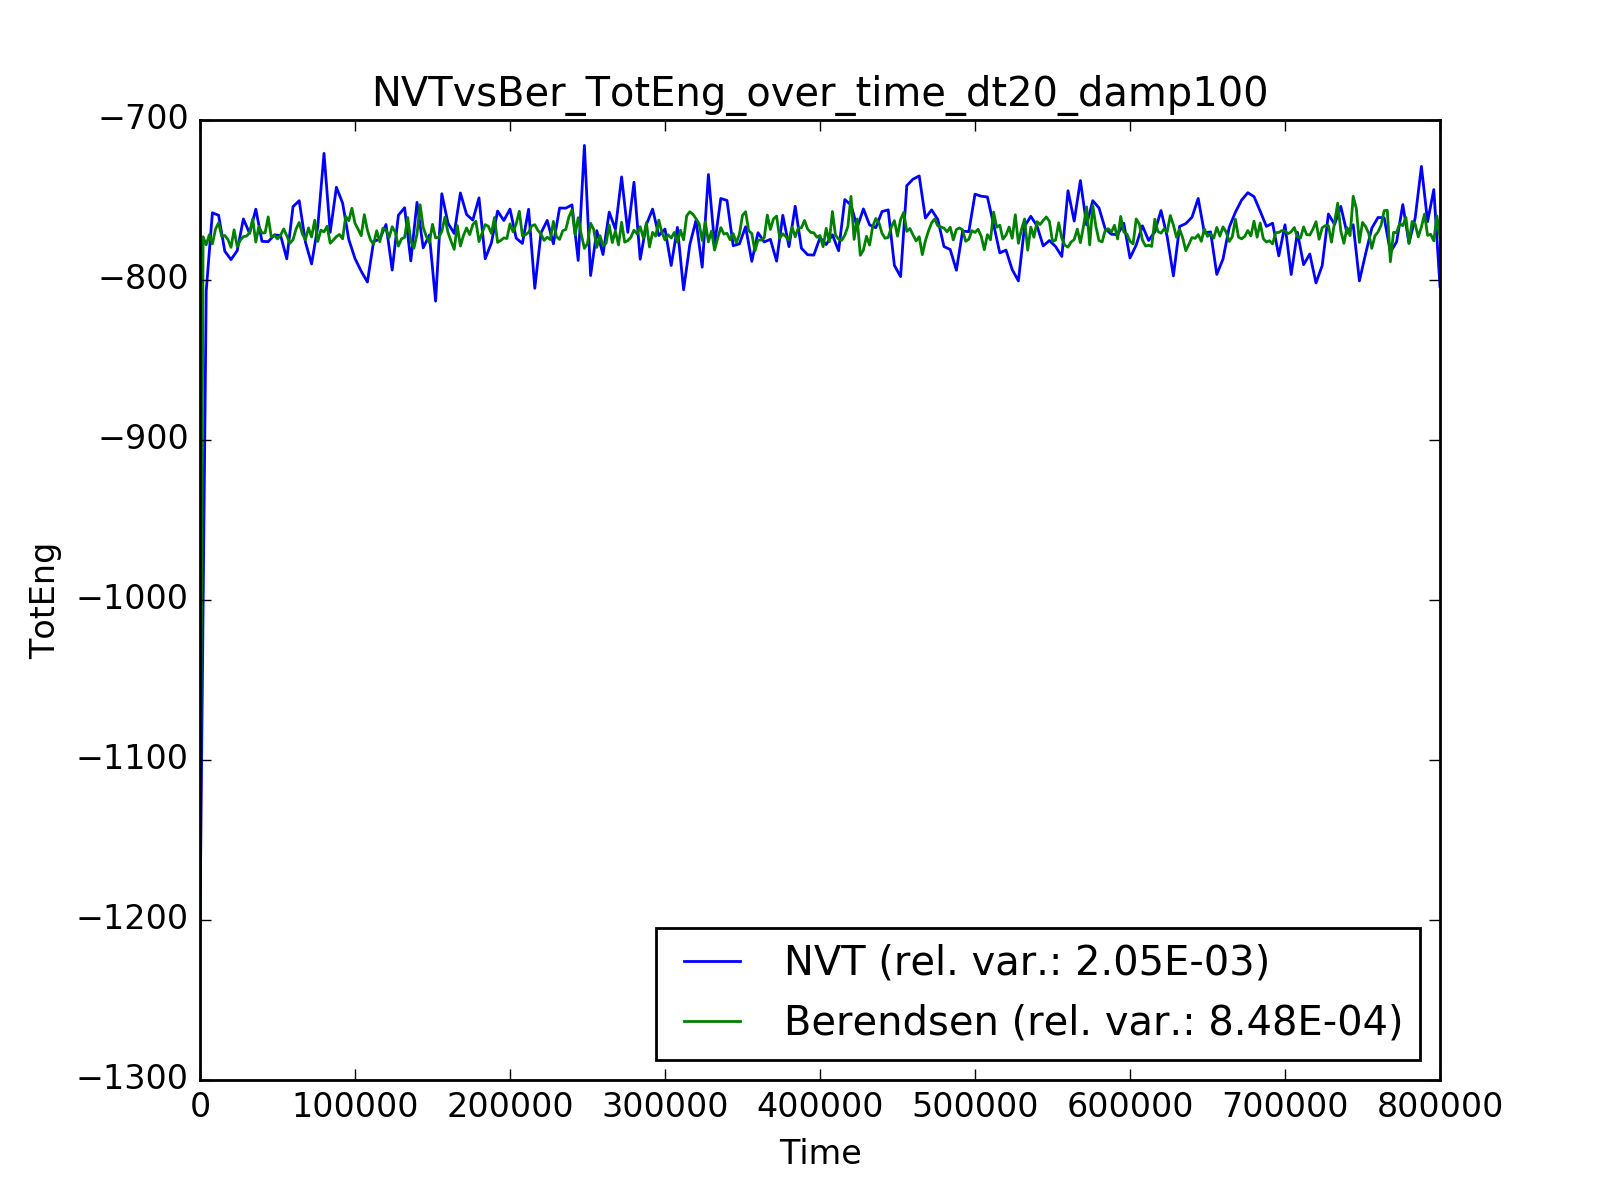 NVTvsBer_TotEng_over_time_dt20_damp100
−700
−800
−900
−1000
−1100
−1200
−1300
TotEng
NVT (rel. var.: 2.05E-03)
Berendsen (rel. var.: 8.48E-04)
0 100000 200000 300000 400000 500000 600000 700000 800000
Time